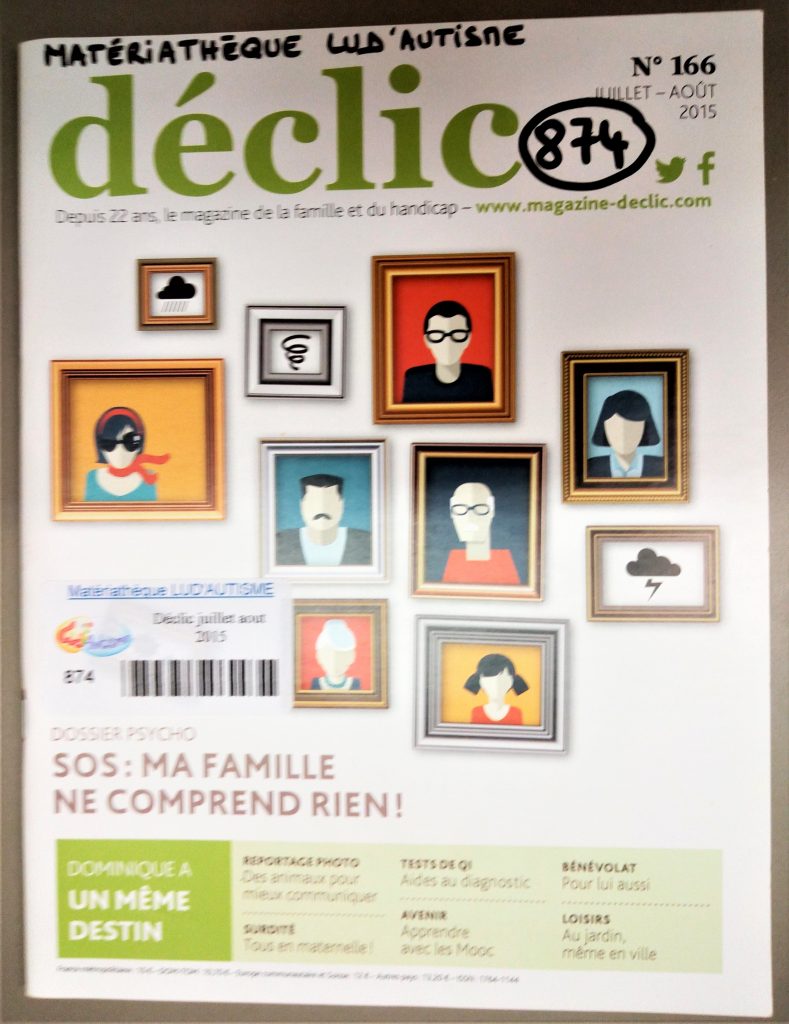 MATÉRiATHÈQUE LUD'AUTiSME
déclic
N° 166
JUILLET – AOÛT
2015
874
Depuis 22 ans, le magazine de la famille et du handicap – www.magazine-declic.com
Matériathèque LUD'AUTISME
Déclic juillet aout
2015
874
DOSSIER PSYCHO
SOS : MA FAMILLE
NE COMPREND RIEN !
DOMINIQUE A
UN MÊME
DESTIN
REPORTAGE PHOTO
Des animaux pour
mieux communiquer
SURDITÉ
Tous en maternelle !
TESTS DE QI
Aides au diagnostic
AVENIR
Apprendre
avec les Mooc
BÉNÉVOLAT
Pour lui aussi
LOISIRS
Au jardin,
même en ville